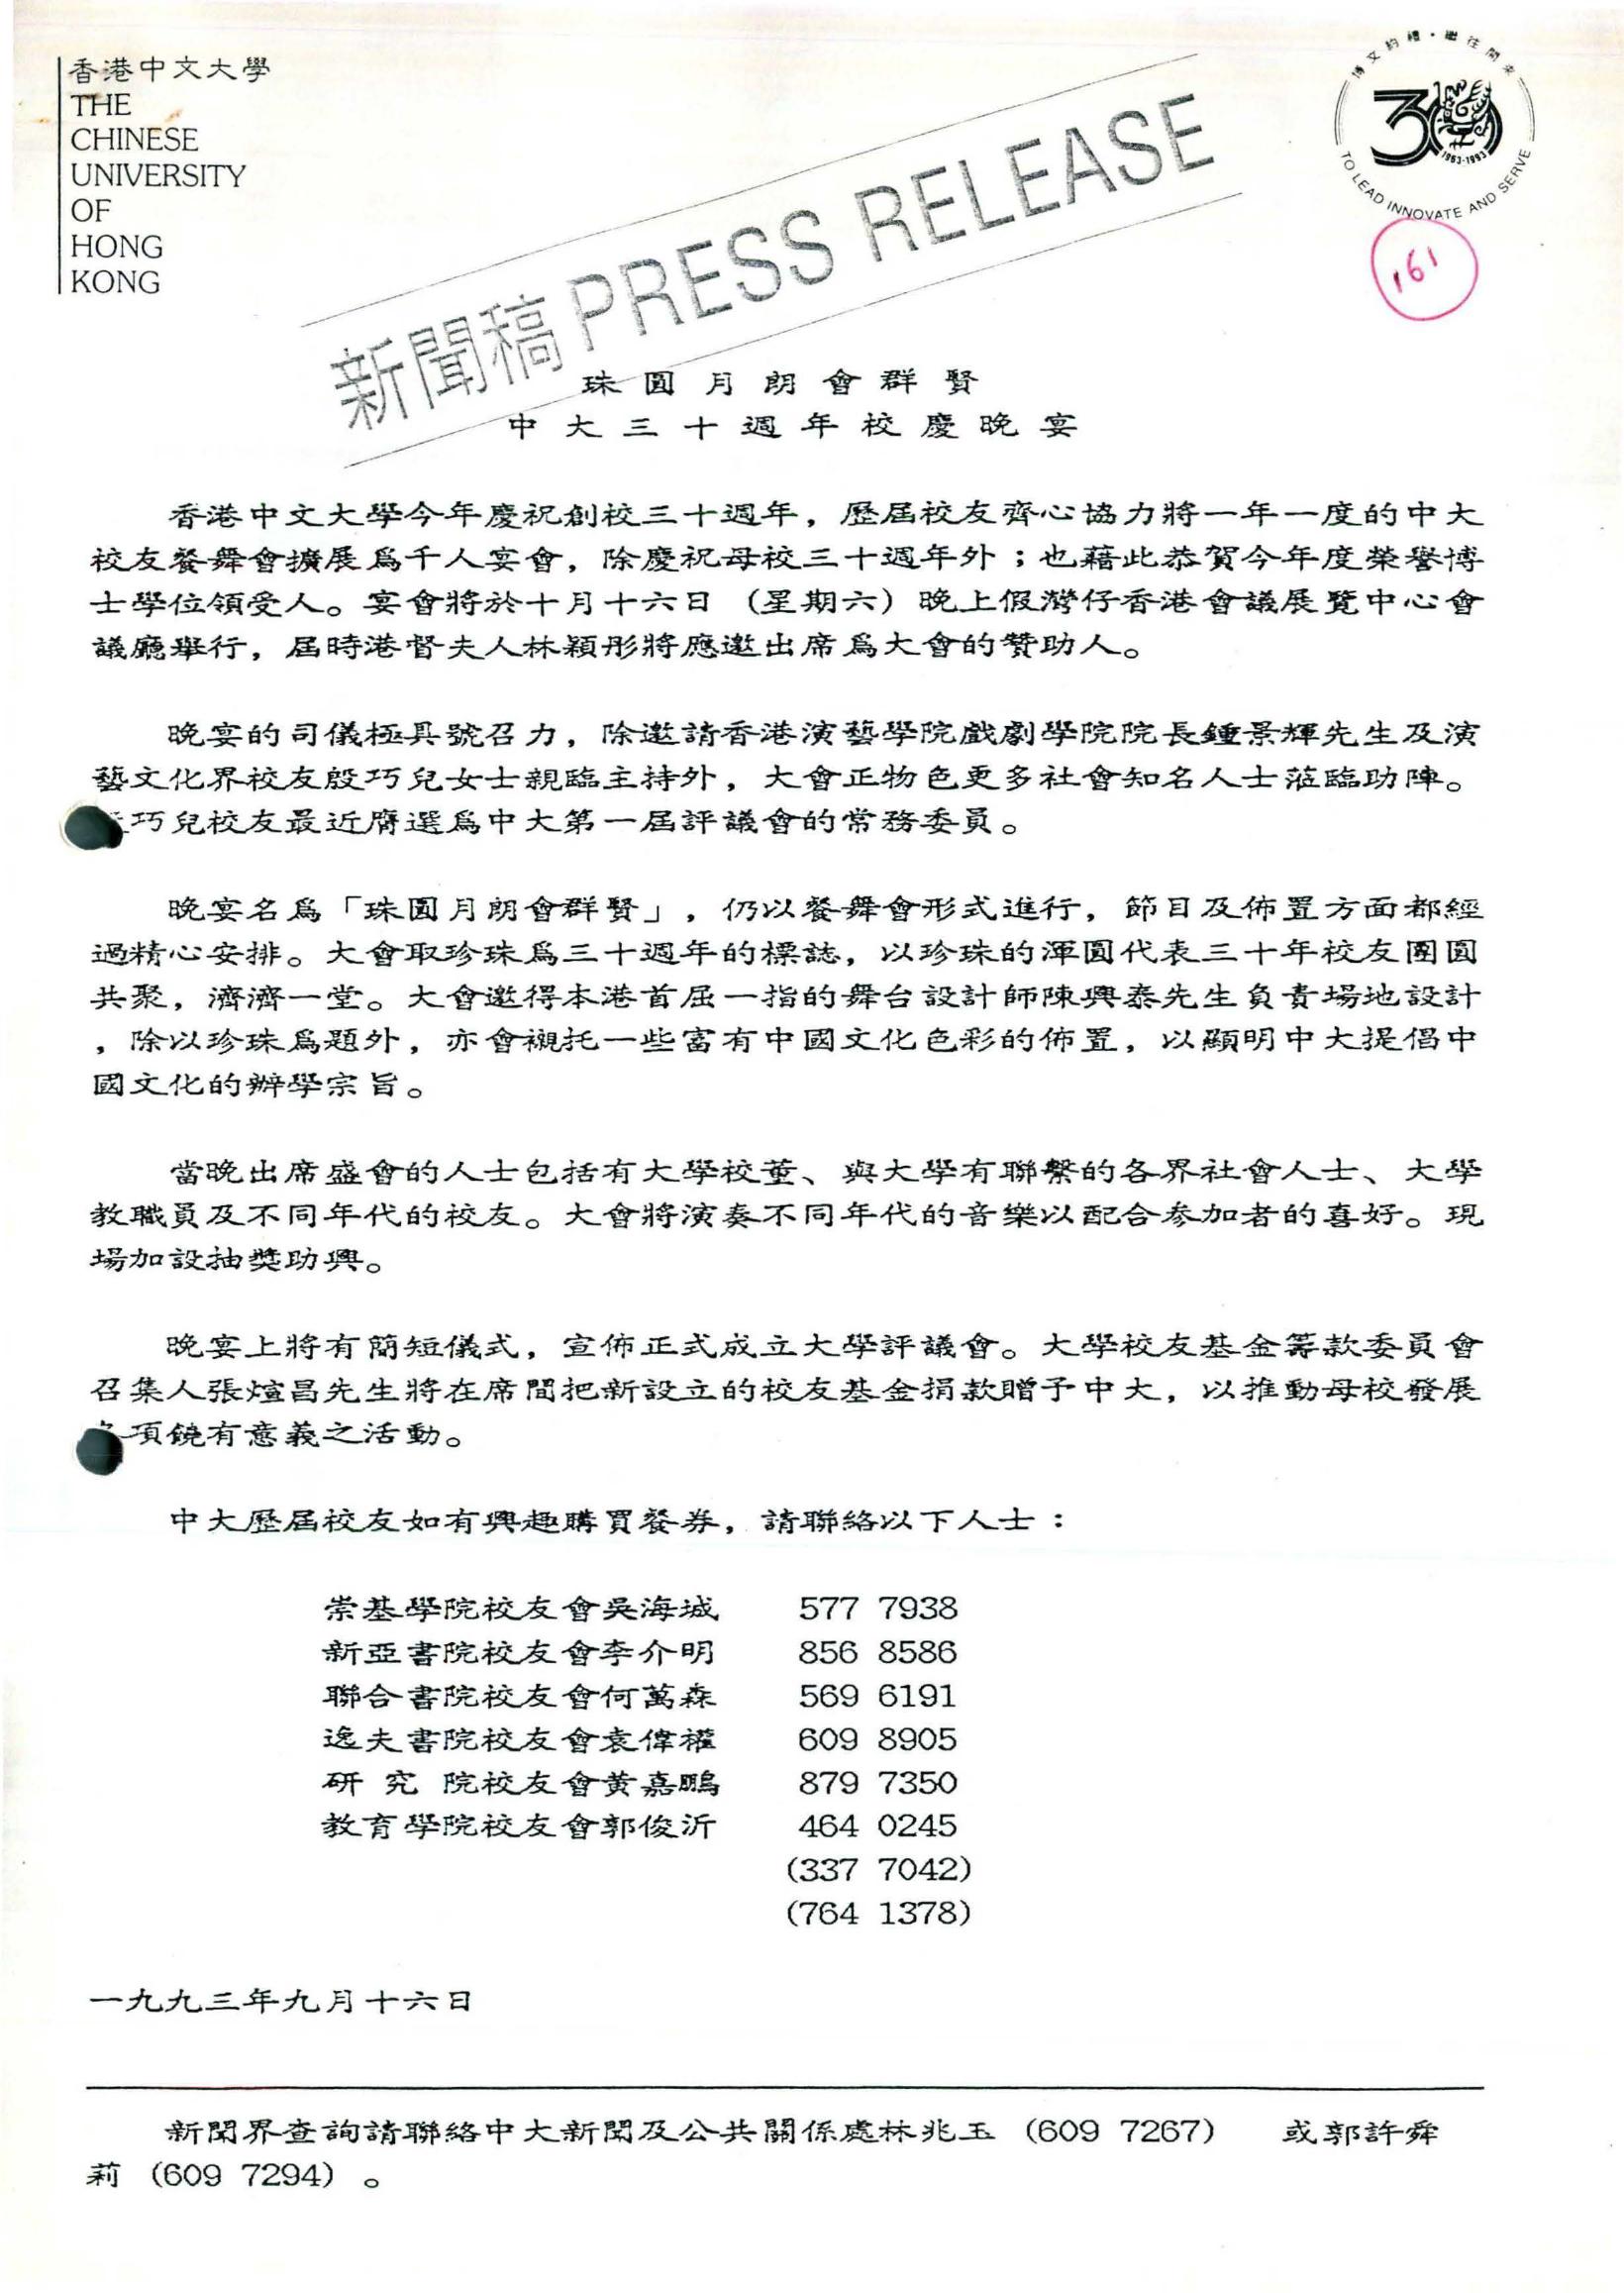 香港中文大學
THE
CHINESE
UNIVERSITY
OF
HONG
KONG
博文約禮·繼往開來
30
1963-1993
TO LEAD INNOVATE AND SERVE
161
新聞稿 PRESS RELEASE
珠圓月朗會群賢
中大三十週年校慶晚宴
香港中文大學今年慶祝創校三十週年，歷屆校友齊心協力將一年一度的中大
校友餐舞會擴展為千人宴會，除慶祝母校三十週年外；也藉此恭賀今年度榮譽博
士學位領受人。宴會將於十月十六日（星期六）晚上假灣仔香港會議展覽中心會
議廳舉行，屆時港督夫人林穎彤將應邀出席為大會的贊助人。
晚宴的司儀極具號召力，除邀請香港演藝學院戲劇學院院長鍾景輝先生及演
藝文化界校友殷巧兒女士親臨主持外，大會正物色更多社會知名人士蒞臨助陣。
巧兒校友最近膺選為中大第一屆評議會的常務委員。
晚宴名為「珠圓月朗會群賢」，仍以餐舞會形式進行，節目及佈置方面都經
過精心安排。大會取珍珠為三十週年的標誌，以珍珠的渾圓代表三十年校友團圓
共聚，濟濟一堂。大會邀得本港首屈一指的舞台設計師陳興泰先生負責場地設計
，除以珍珠為題外，亦會襯托一些富有中國文化色彩的佈置，以顯明中大提倡中
國文化的辦學宗旨。
當晚出席盛會的人士包括有大學校董、與大學有聯繫的各界社會人士、大學
教職員及不同年代的校友。大會將演奏不同年代的音樂以配合參加者的喜好。現
場加設抽獎助興。
晚宴上將有簡短儀式，宣佈正式成立大學評議會。大學校友基金籌款委員會
召集人張煊昌先生將在席間把新設立的校友基金捐款贈予中大，以推動母校發展
項饒有意義之活動。
中大歷屆校友如有興趣購買餐券，請聯絡以下人士：
崇基學院校友會吳海城 577 7938
新亞書院校友會李介明 856 8586
聯合書院校友會何萬森 569 6191
逸夫書院校友會袁偉權 609 8905
研究院校友會黃嘉鵬 879 7350
教育學院校友會郭俊沂 464 0245
(337 7042)
(764 1378)
一九九三年九月十六日
新聞界查詢請聯絡中大新聞及公共關係處林兆玉（609 7267） 或郭許舜
莉（609 7294）。